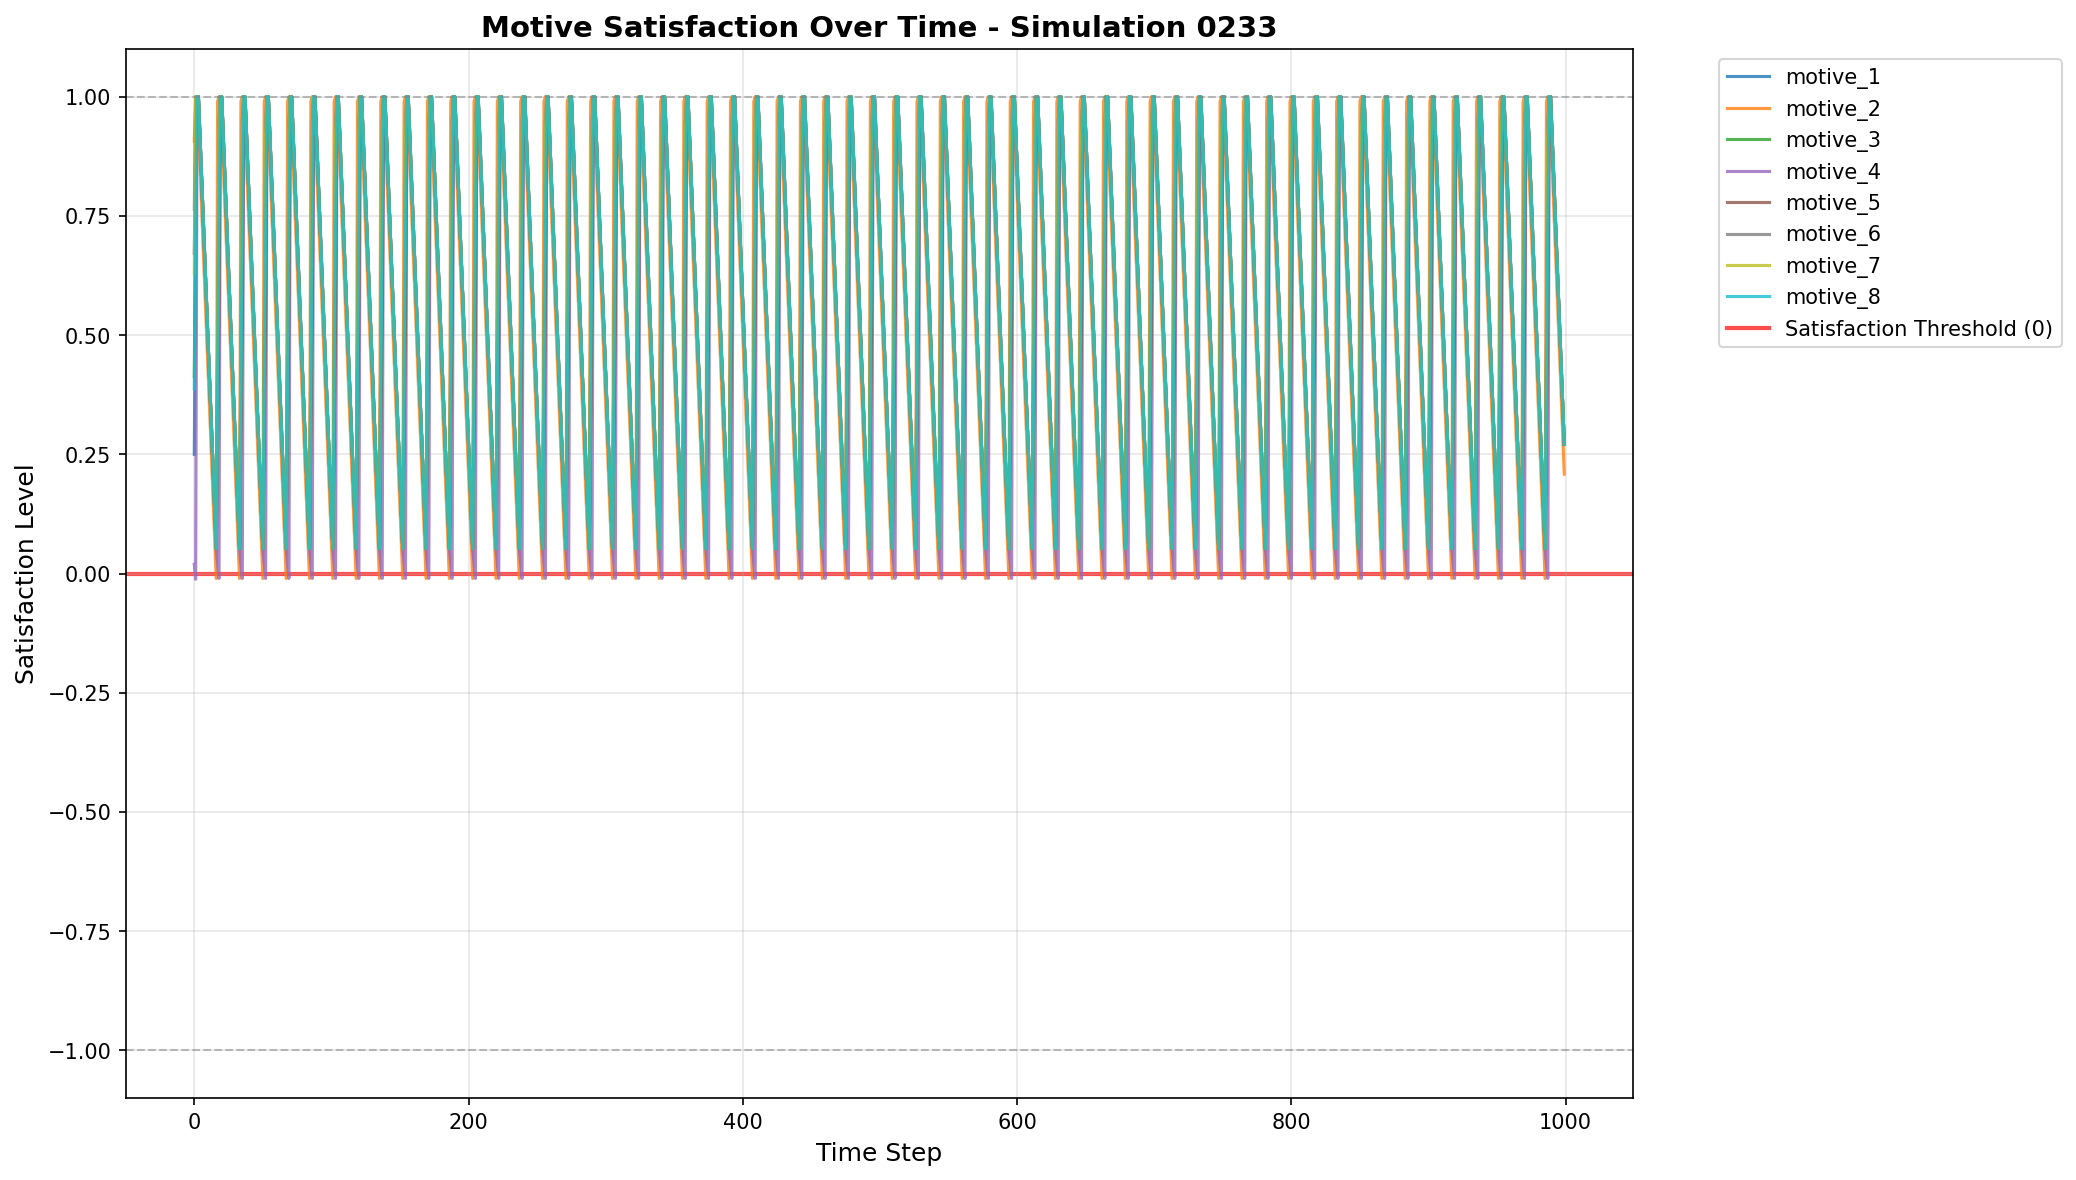 Motive Satisfaction Over Time - Simulation 0233
1.00
0.75
0.50
0.25
0.00
−0.25
−0.50
−0.75
−1.00
Satisfaction Level
0
200
400
600
800
1000
Time Step
motive_1
motive_2
motive_3
motive_4
motive_5
motive_6
motive_7
motive_8
Satisfaction Threshold (0)